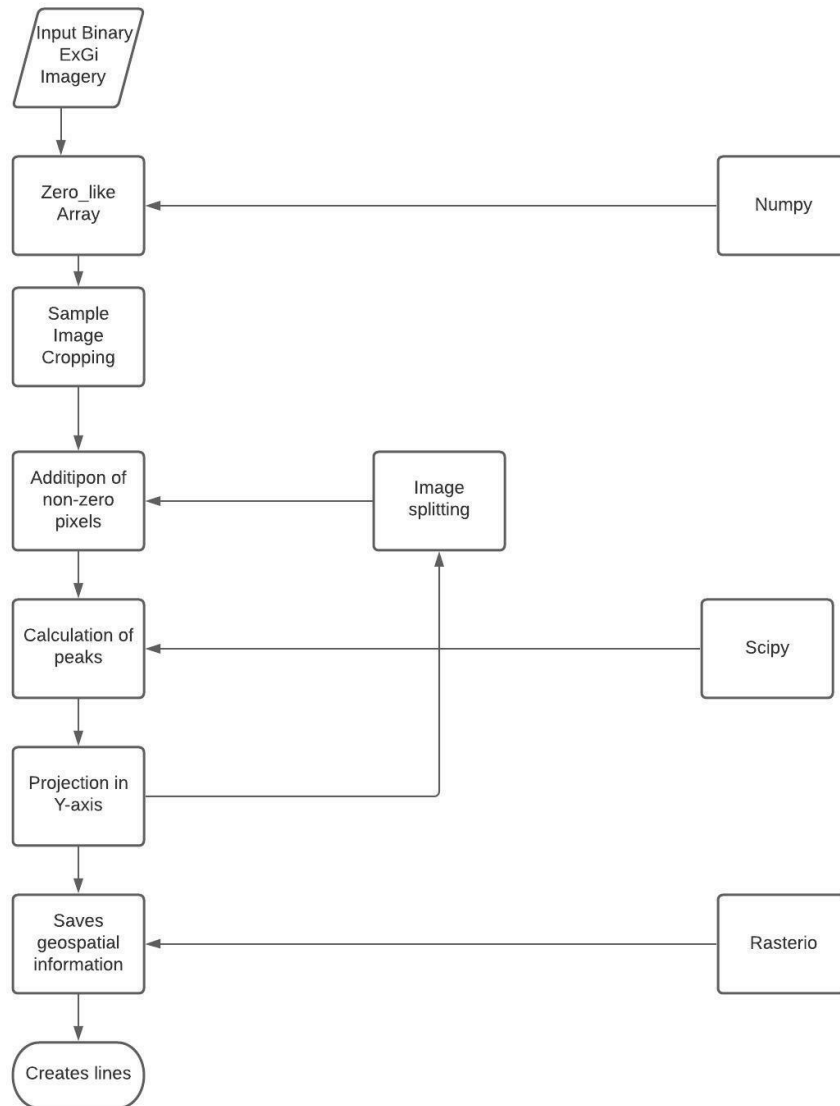 Input Binary
ExGi
Imagery
Zero_like
Array
Numpy
Sample
Image
Cropping
Additipon of
non-zero
pixels
Image
splitting
Calculation of
peaks
Scipy
Projection in
Y-axis
Saves
geospatial
information
Rasterio
Creates lines